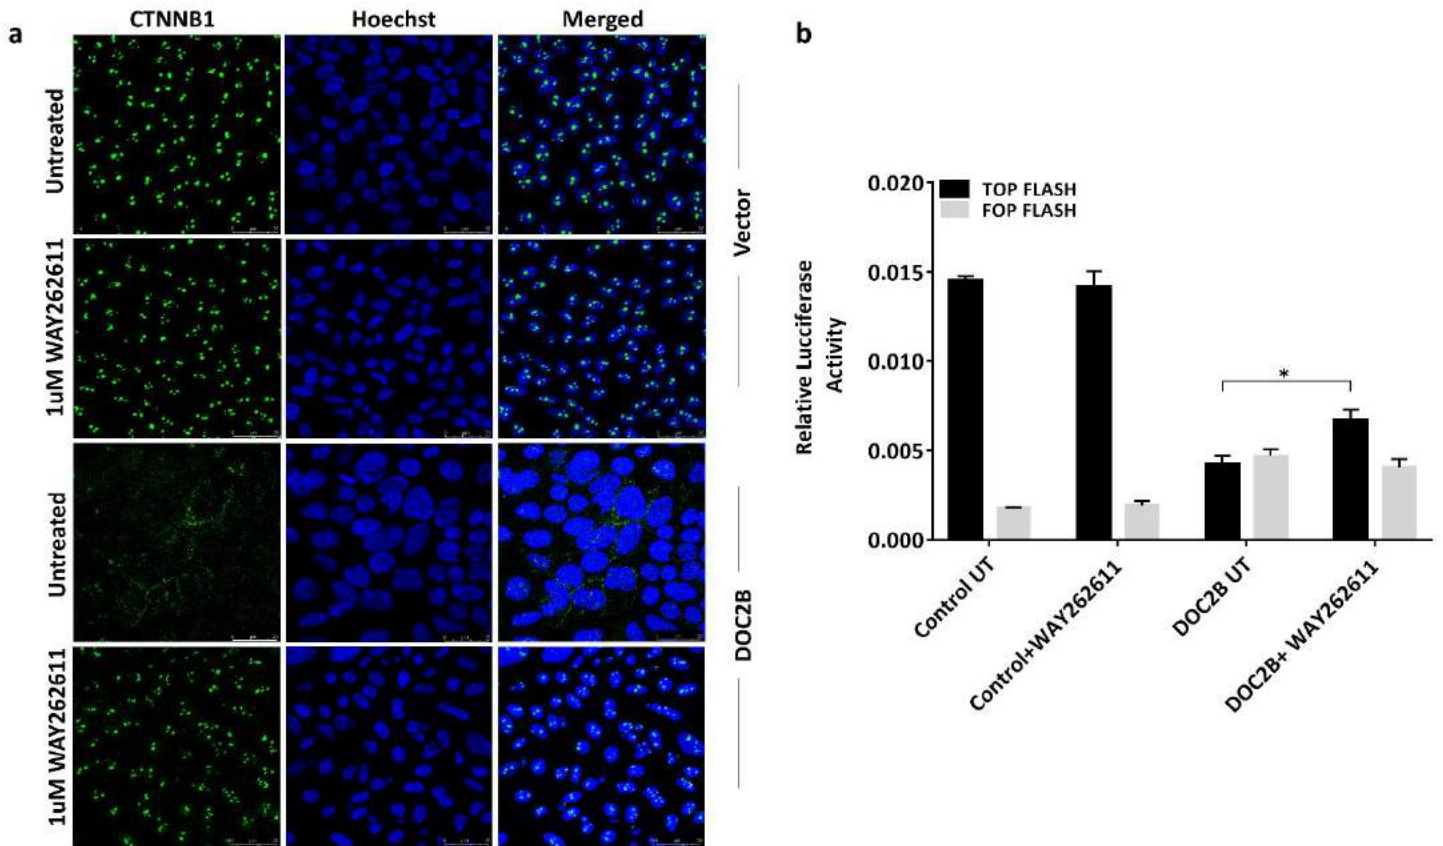 a
CTNNB1
Hoechst
Merged
Untreated
1uM WAY262611
Untreated
1uM WAY262611
Vector
DOC2B
b
Relative Lucciferase
Activity
0.020
0.015
0.010
0.005
0.000
TOP FLASH
FOP FLASH
*
Control UT
Control+WAY262611
DOC2B UT
DOC2B+ WAY262611